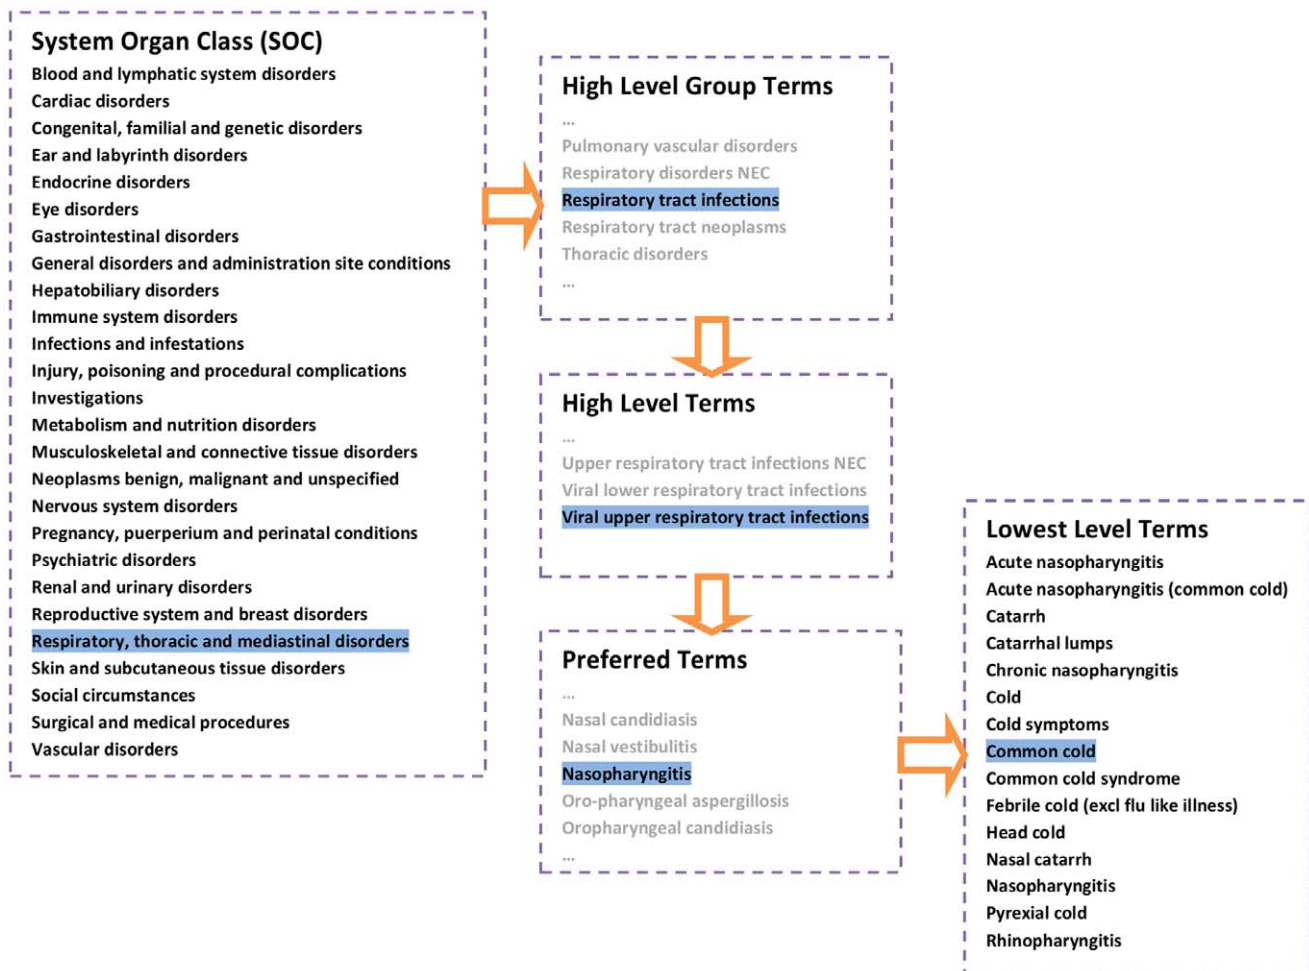 System Organ Class (SOC)
Blood and lymphatic system disorders
Cardiac disorders
Congenital, familial and genetic disorders
Ear and labyrinth disorders
Endocrine disorders
Eye disorders
Gastrointestinal disorders
General disorders and administration site conditions
Hepatobiliary disorders
Immune system disorders
Infections and infestations
Injury, poisoning and procedural complications
Investigations
Metabolism and nutrition disorders
Musculoskeletal and connective tissue disorders
Neoplasms benign, malignant and unspecified
Nervous system disorders
Pregnancy, puerperium and perinatal conditions
Psychiatric disorders
Renal and urinary disorders
Reproductive system and breast disorders
Respiratory, thoracic and mediastinal disorders
Skin and subcutaneous tissue disorders
Social circumstances
Surgical and medical procedures
Vascular disorders
High Level Group Terms
...
Pulmonary vascular disorders
Respiratory disorders NEC
Respiratory tract infections
Respiratory tract neoplasms
Thoracic disorders
...
High Level Terms
...
Upper respiratory tract infections NEC
Viral lower respiratory tract infections
Viral upper respiratory tract infections
Preferred Terms
...
Nasal candidiasis
Nasal vestibulitis
Nasopharyngitis
Oro-pharyngeal aspergillosis
Oropharyngeal candidiasis
...
Lowest Level Terms
Acute nasopharyngitis
Acute nasopharyngitis (common cold)
Catarrh
Catarrhal lumps
Chronic nasopharyngitis
Cold
Cold symptoms
Common cold
Common cold syndrome
Febrile cold (excl flu like illness)
Head cold
Nasal catarrh
Nasopharyngitis
Pyrexial cold
Rhinopharyngitis